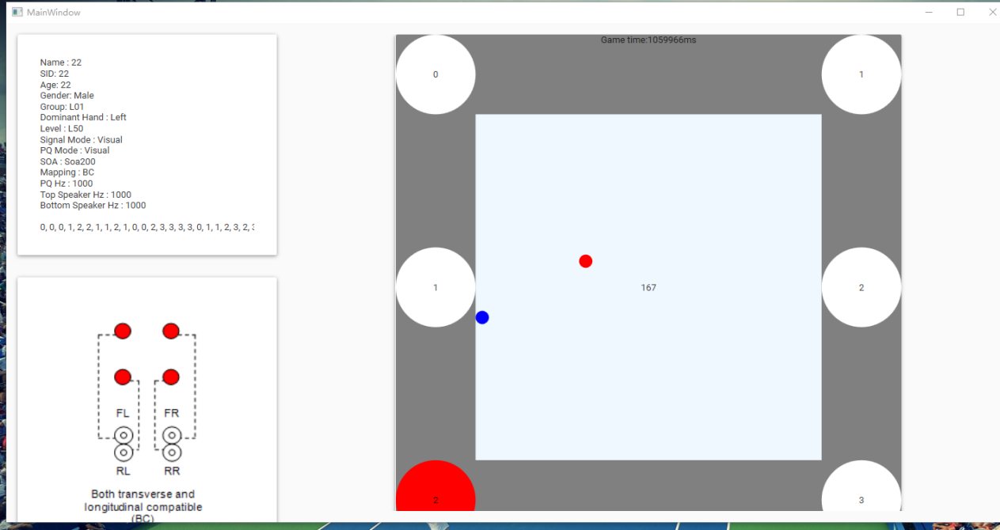 MainWindow
Name : 22
SID: 22
Age: 22
Gender: Male
Group: L01
Dominant Hand : Left
Level : L50
Signal Mode : Visual
PQ Mode : Visual
SOA : Soa200
Mapping : BC
PQ Hz : 1000
Top Speaker Hz : 1000
Bottom Speaker Hz : 1000
0, 0, 0, 1, 2, 2, 1, 1, 2, 1, 0, 0, 2, 3, 3, 3, 3, 0, 1, 1, 2, 3, 2,
FL FR
RL RR
Both transverse and
longitudinal compatible
(BC)
Game time:1059966ms
0 1
167
1 2
2 3